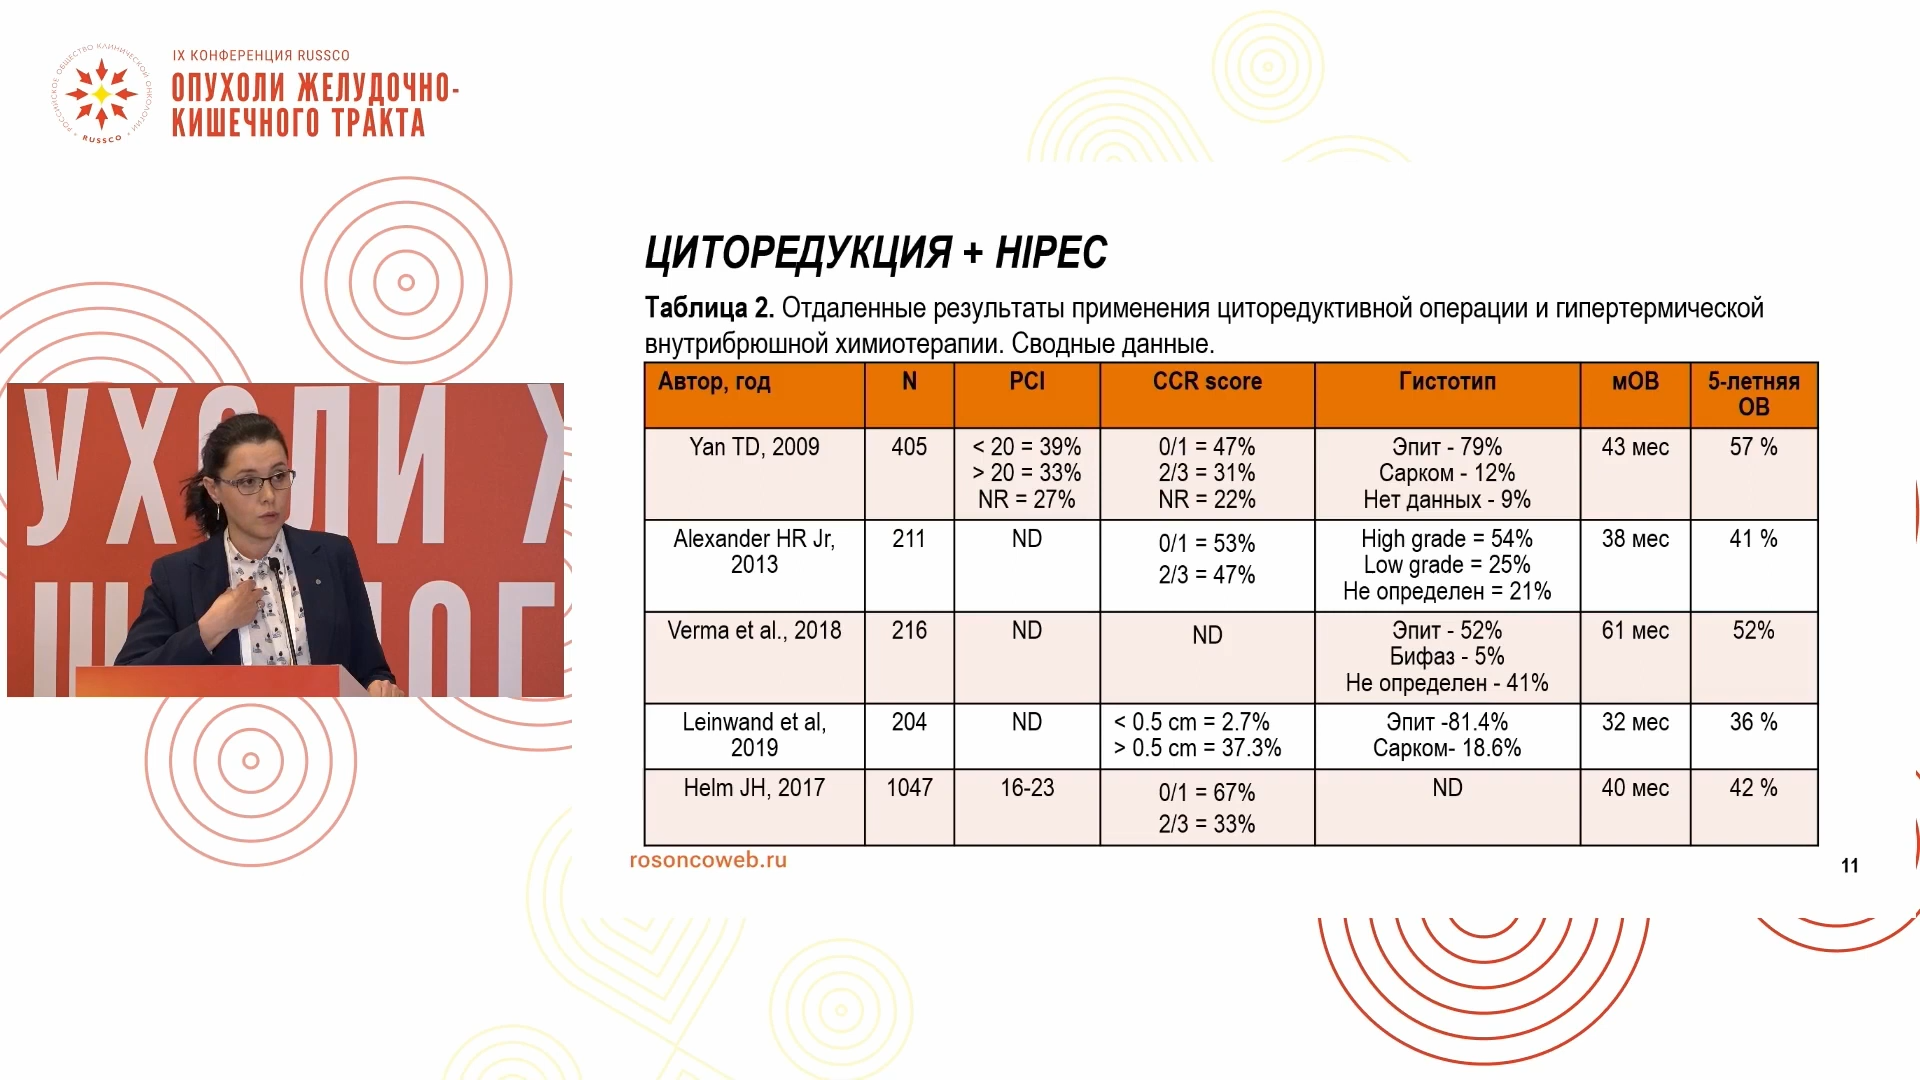 РОССИЙСКОЕ ОБЩЕСТВО КЛИНИЧЕСКОЙ ОНКОЛОГИИ
RUSSCO
IX КОНФЕРЕНЦИЯ RUSSCO
ОПУХОЛИ ЖЕЛУДОЧНО-
КИШЕЧНОГО ТРАКТА
УХОЛИ Ж
ЦИТОРЕДУКЦИЯ + HIPEC
Таблица 2. Отдаленные результаты применения циторедуктивной операции и гипертермической
внутрибрюшной химиотерапии. Сводные данные.
Автор, год N PCI CCR score Гистотип мОВ 5-летняя
ОВ
Yan TD, 2009 405 < 20 = 39% 0/1 = 47% Эпит - 79% 43 мес 57 %
> 20 = 33% 2/3 = 31% Сарком - 12%
NR = 27% NR = 22% Нет данных - 9%
Alexander HR Jr, 211 ND 0/1 = 53% High grade = 54% 38 мес 41 %
2013 2/3 = 47% Low grade = 25%
Не определен = 21%
Verma et al., 2018 216 ND ND Эпит - 52% 61 мес 52%
Бифаз - 5%
Не определен - 41%
Leinwand et al, 204 ND < 0.5 cm = 2.7% Эпит -81.4% 32 мес 36 %
2019 > 0.5 cm = 37.3% Сарком- 18.6%
Helm JH, 2017 1047 16-23 0/1 = 67% ND 40 мес 42 %
2/3 = 33%
rosoncoweb.ru
11